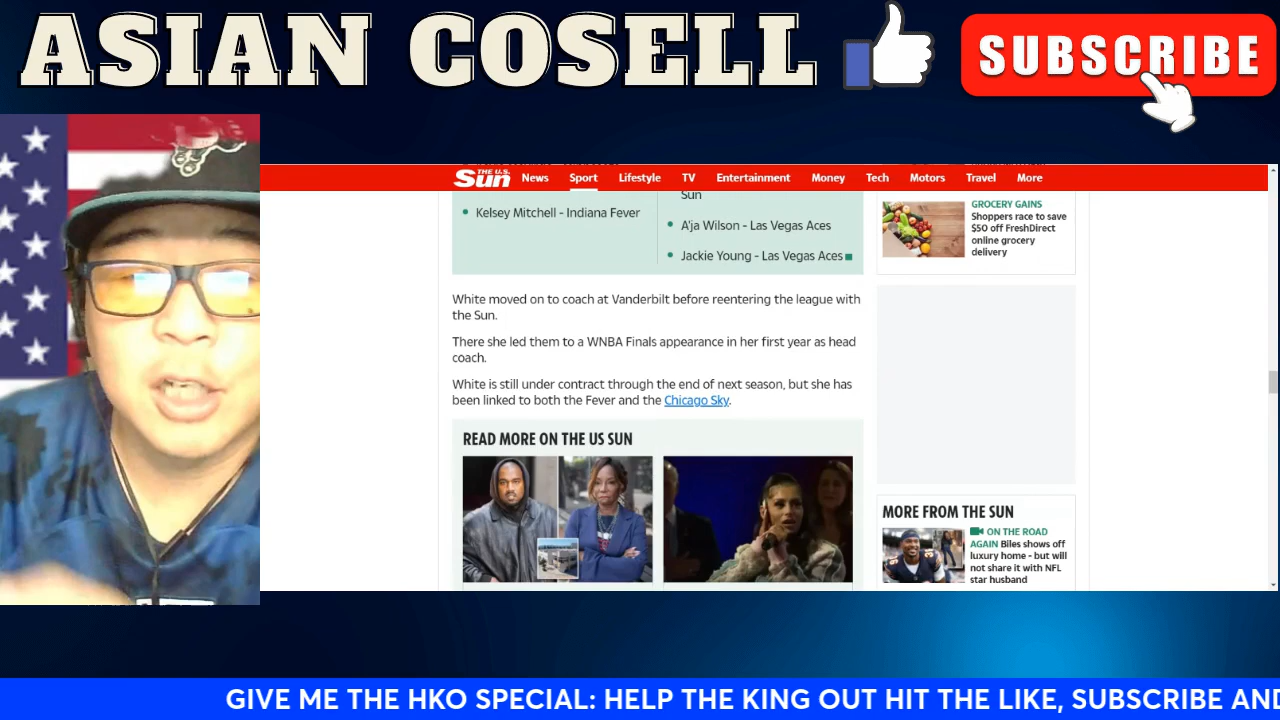 ASIAN COSELL
SUBSCRIBE
THE U.S. Sun News Sport Lifestyle TV Entertainment Money Tech Motors Travel More
Sun
Kelsey Mitchell - Indiana Fever
A'ja Wilson - Las Vegas Aces
Jackie Young - Las Vegas Aces
White moved on to coach at Vanderbilt before reentering the league with
the Sun.
There she led them to a WNBA Finals appearance in her first year as head
coach.
White is still under contract through the end of next season, but she has
been linked to both the Fever and the Chicago Sky.
READ MORE ON THE US SUN
GROCERY GAINS
Shoppers race to save
$50 off FreshDirect
online grocery
delivery
MORE FROM THE SUN
ON THE ROAD
AGAIN Biles shows off
luxury home - but will
not share it with NFL
star husband
GIVE ME THE HKO SPECIAL: HELP THE KING OUT HIT THE LIKE, SUBSCRIBE AND